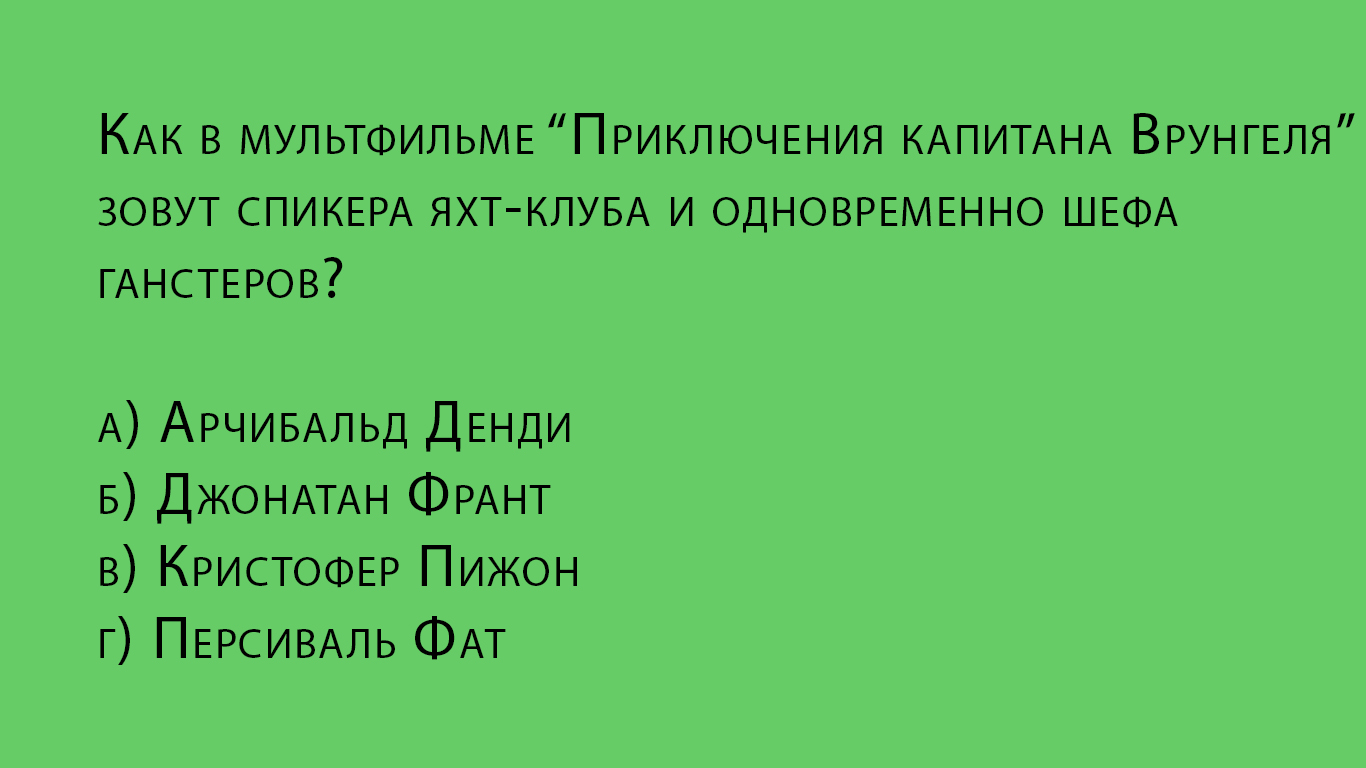 Как в мультфильме “Приключения капитана Врунгеля”
зовут спикера яхт-клуба и одновременно шефа
ганстеров?
а) Арчибальд Денди
б) Джонатан Франт
в) Кристофер Пижон
г) Персиваль Фат